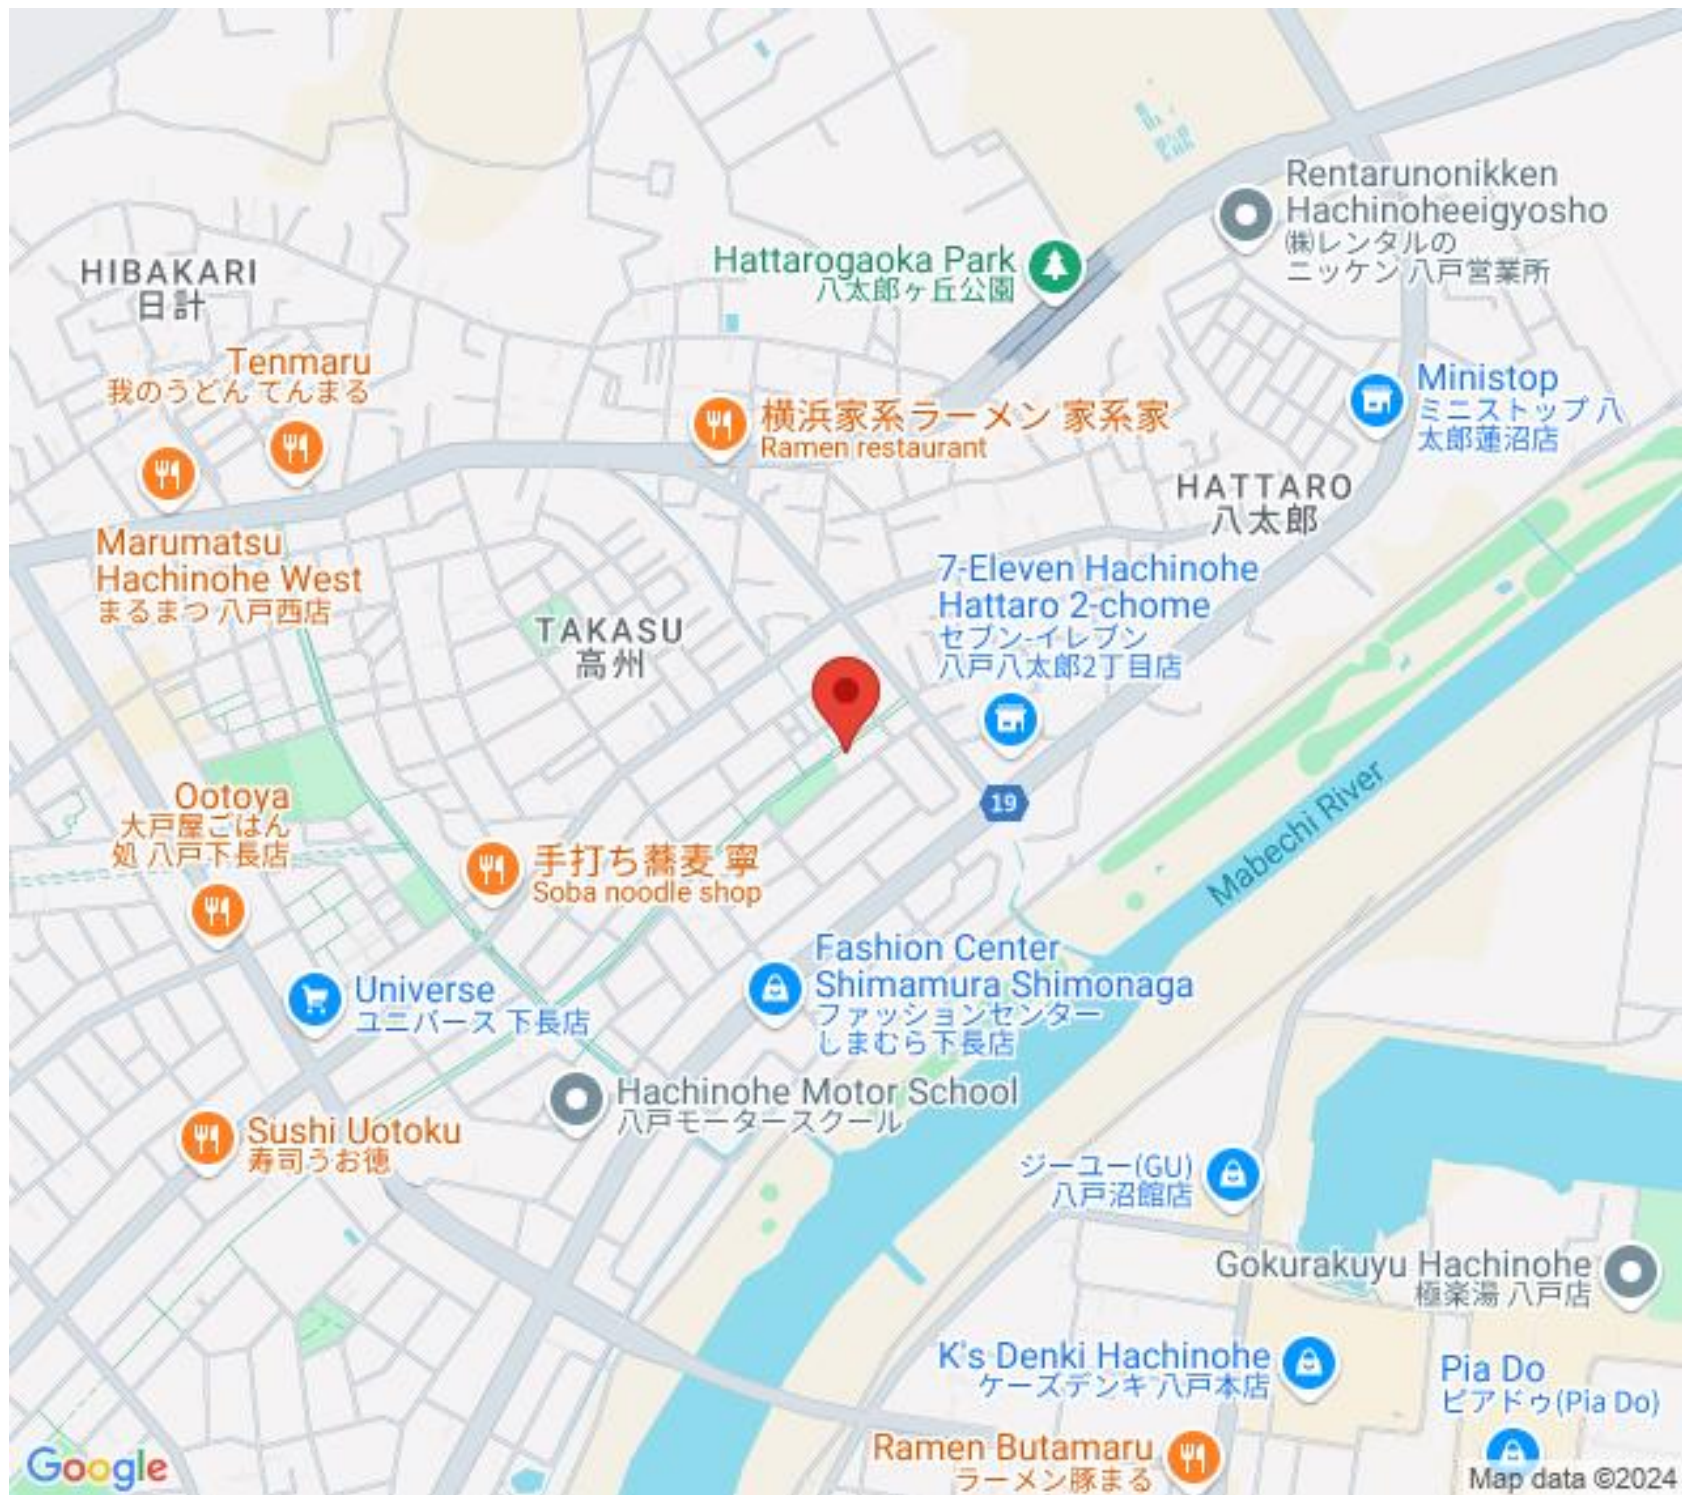 Rentarunonikken
Hachinoheeigyosho
㈱レンタルの
ニッケン 八戸営業所
Hattarogaoka Park
八太郎ヶ丘公園
HIBAKARI
日計
Tenmaru
我のうどん てんまる
横浜家系ラーメン 家系家
Ramen restaurant
Ministop
ミニストップ 八
太郎蓮沼店
HATTARO
八太郎
Marumatsu
Hachinohe West
まるまつ 八戸西店
7-Eleven Hachinohe
Hattaro 2-chome
セブン-イレブン
八戸八太郎2丁目店
TAKASU
高州
19
Mabechi River
Ootoya
大戸屋ごはん
処 八戸下長店
手打ち蕎麦 寧
Soba noodle shop
Fashion Center
Shimamura Shimonaga
ファッションセンター
しまむら下長店
Universe
ユニバース 下長店
Hachinohe Motor School
八戸モータースクール
Sushi Uotoku
寿司うお徳
ジーユー(GU)
八戸沼館店
Gokurakuyu Hachinohe
極楽湯 八戸店
K's Denki Hachinohe
ケーズデンキ 八戸本店
Pia Do
ピアドゥ(Pia Do)
Ramen Butamaru
ラーメン豚まる
Google
Map data ©2024